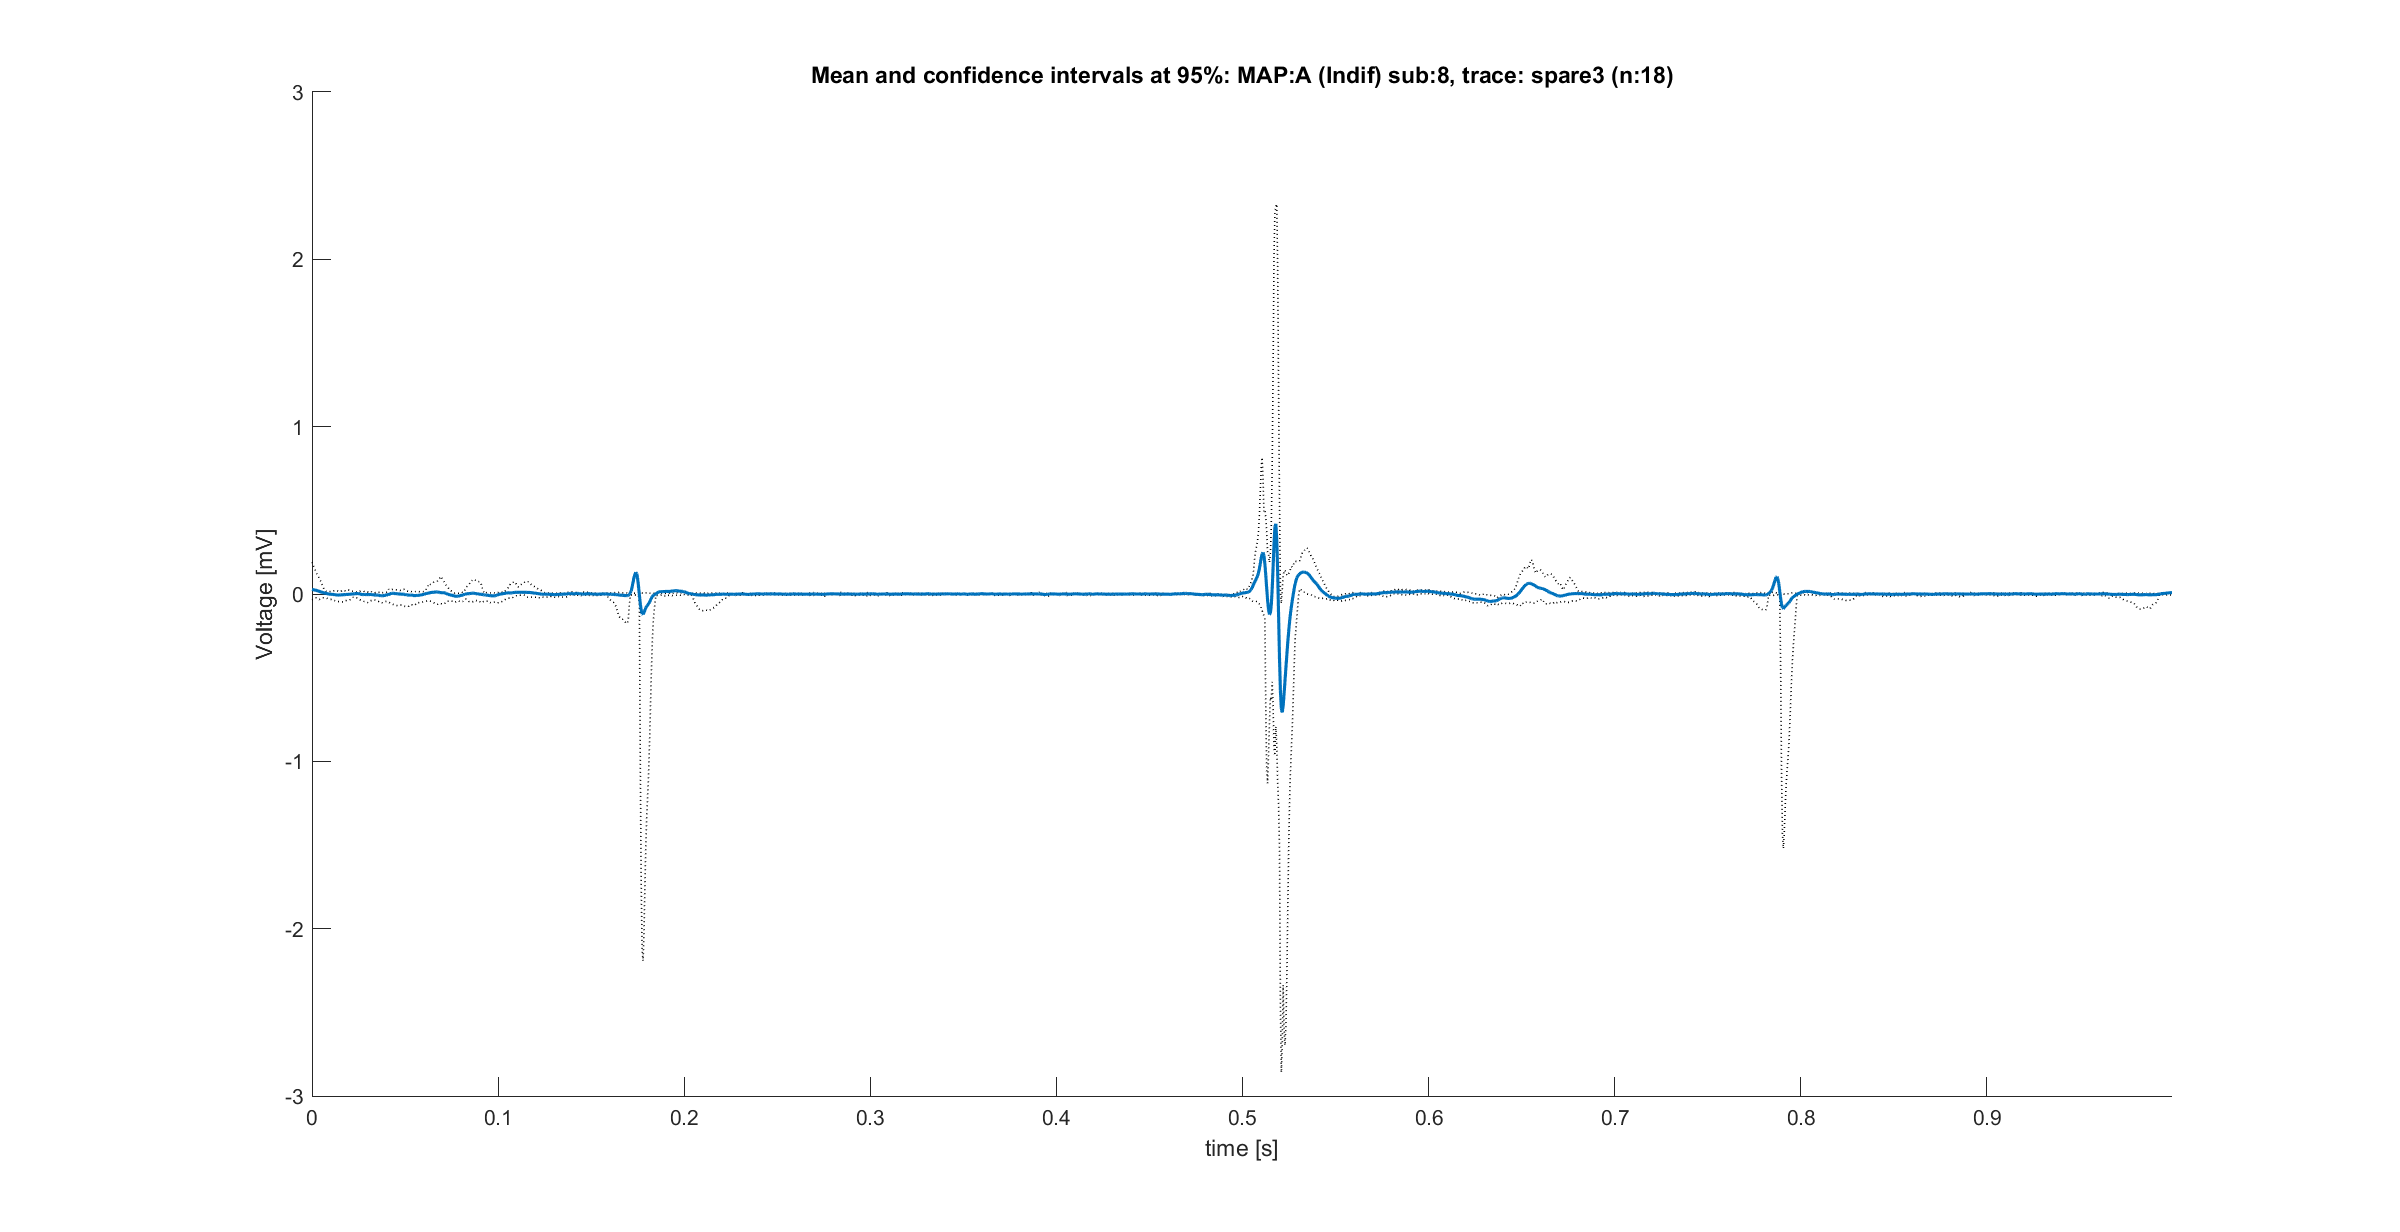 Mean and confidence intervals at 95%: MAP:A (Indif) sub:8, trace: spare3 (n:18)
3
2
1
0
-1
-2
-3
Voltage [mV]
0 0.1 0.2 0.3 0.4 0.5 0.6 0.7 0.8 0.9
time [s]